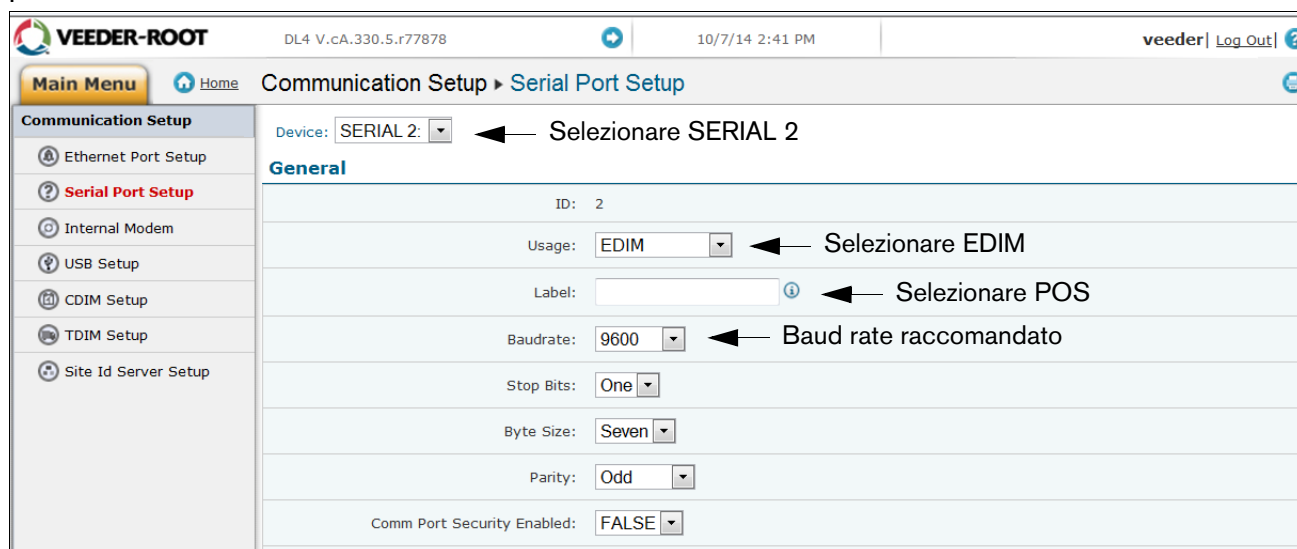 VEEDER-ROOT DL4 V.cA.330.5.r77878 10/7/14 2:41 PM veeder| Log Out|
Main Menu Home Communication Setup ▸ Serial Port Setup
Communication Setup
Ethernet Port Setup
Serial Port Setup
Internal Modem
USB Setup
CDIM Setup
TDIM Setup
Site Id Server Setup
Device: SERIAL 2: Selezionare SERIAL 2
General
ID: 2
Usage: EDIM Selezionare EDIM
Label: Selezionare POS
Baudrate: 9600 Baud rate raccomandato
Stop Bits: One
Byte Size: Seven
Parity: Odd
Comm Port Security Enabled: FALSE